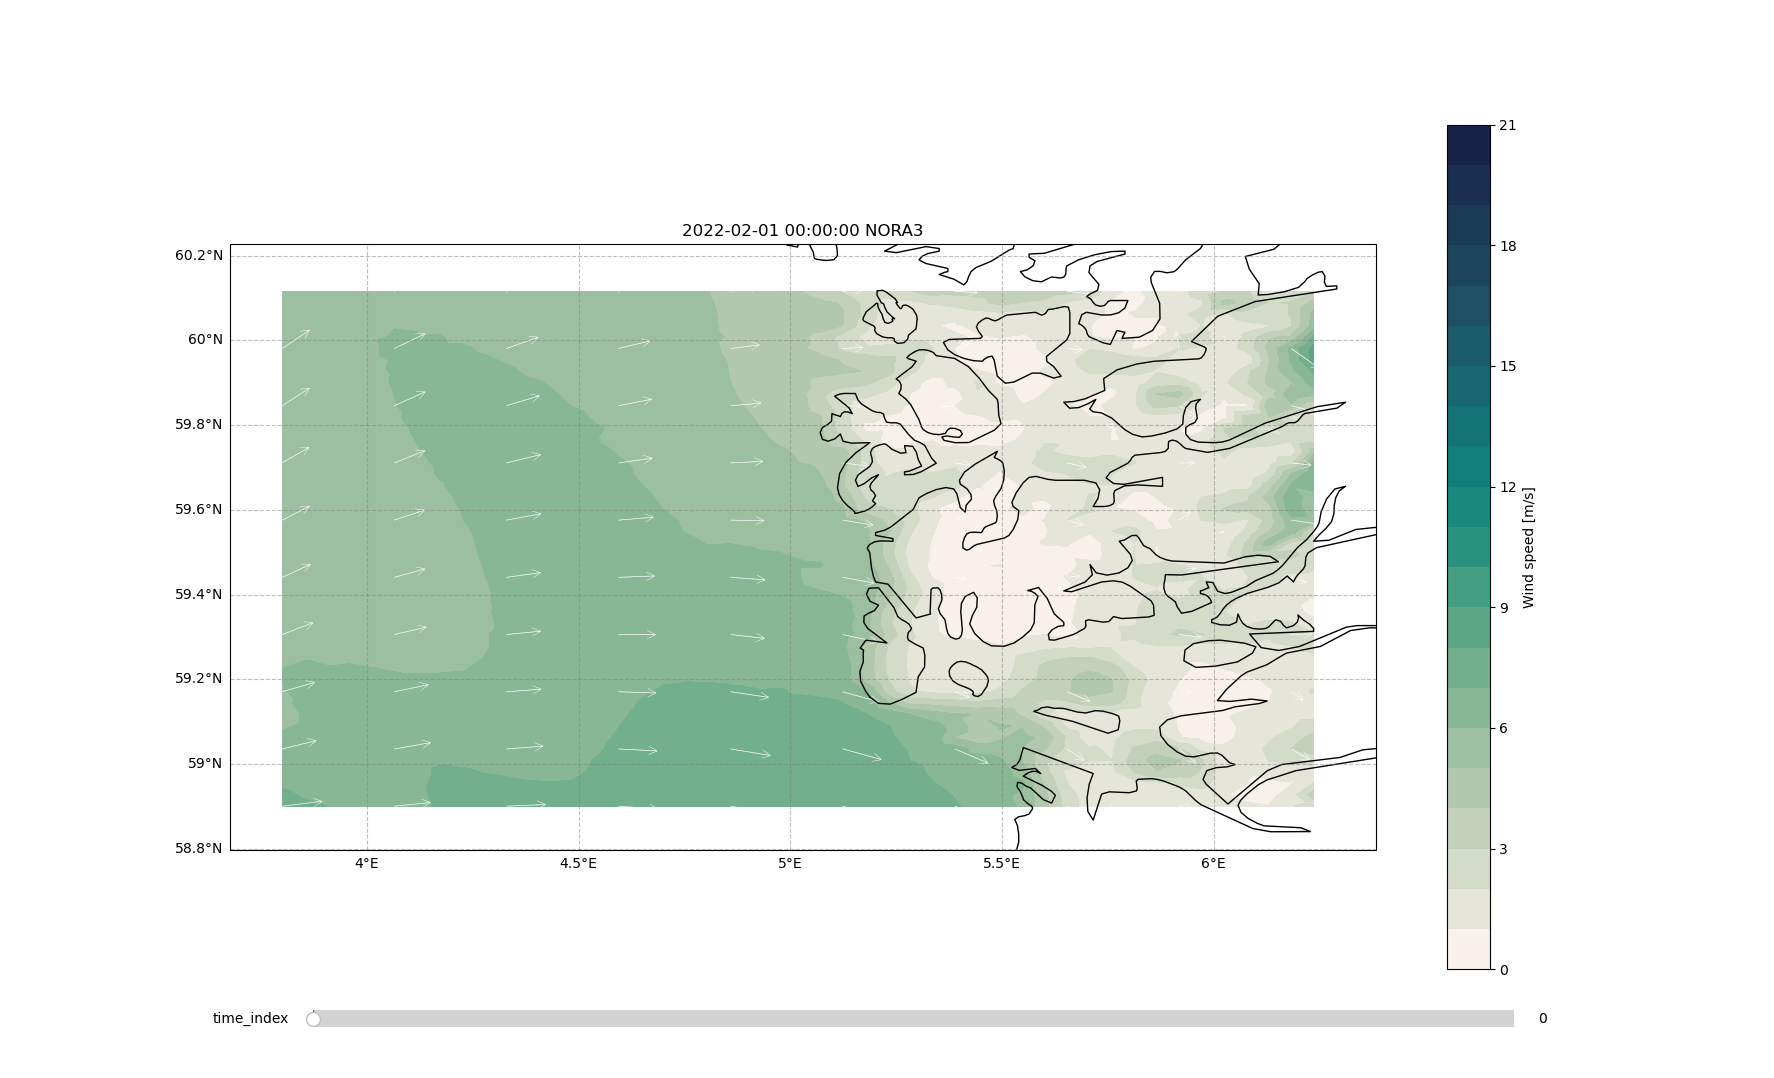 2022-02-01 00:00:00 NORA3
60.2°N
60°N
59.8°N
59.6°N
59.4°N
59.2°N
59°N
58.8°N
4°E 4.5°E 5°E 5.5°E 6°E
21
18
15
12
9
6
3
0
Wind speed [m/s]
time_index 0